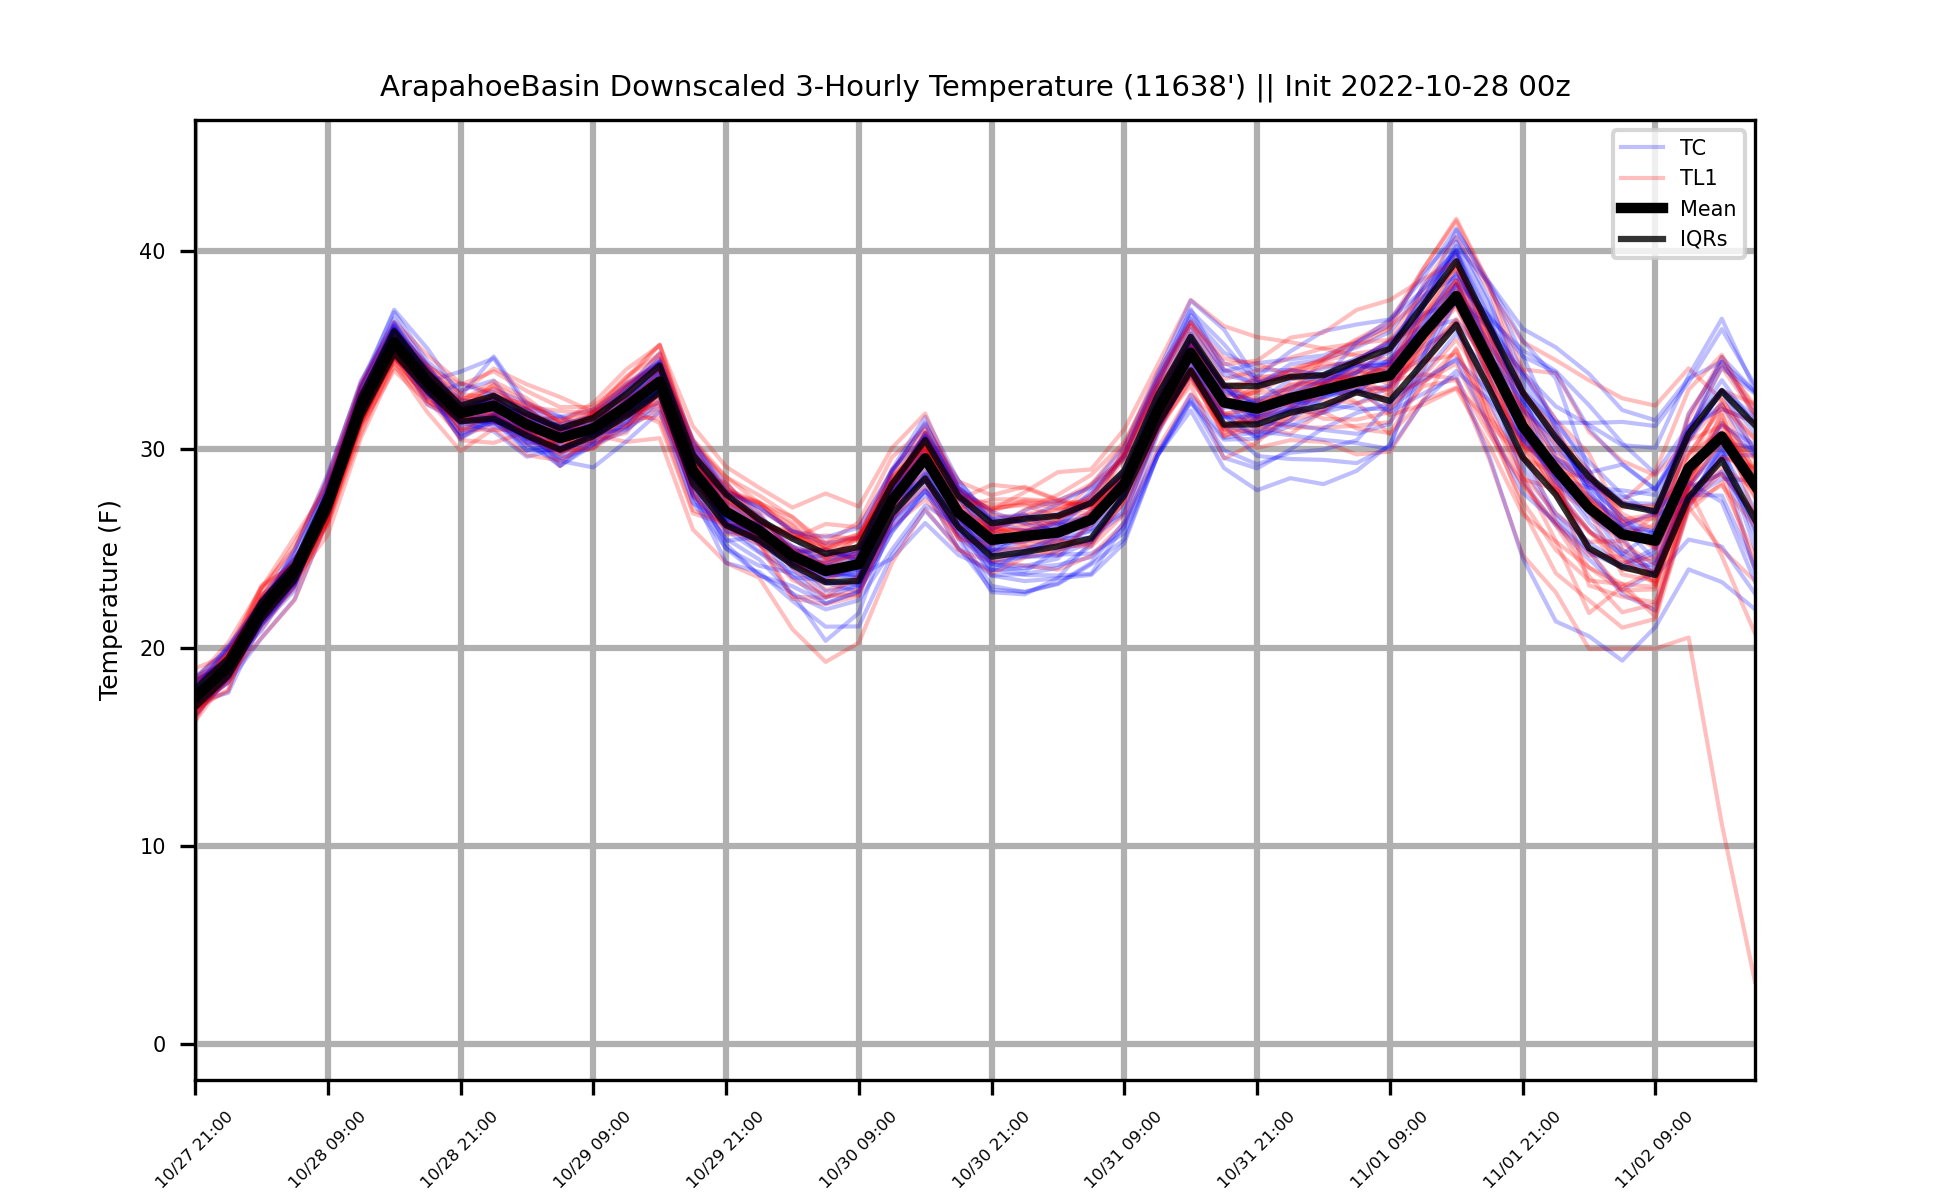 ArapahoeBasin Downscaled 3-Hourly Temperature (11638') || Init 2022-10-28 00z
TC
TL1
Mean
IQRs
Temperature (F)
40
30
20
10
0
10/27 21:00
10/28 09:00
10/28 21:00
10/29 09:00
10/29 21:00
10/30 09:00
10/30 21:00
10/31 09:00
10/31 21:00
11/01 09:00
11/01 21:00
11/02 09:00